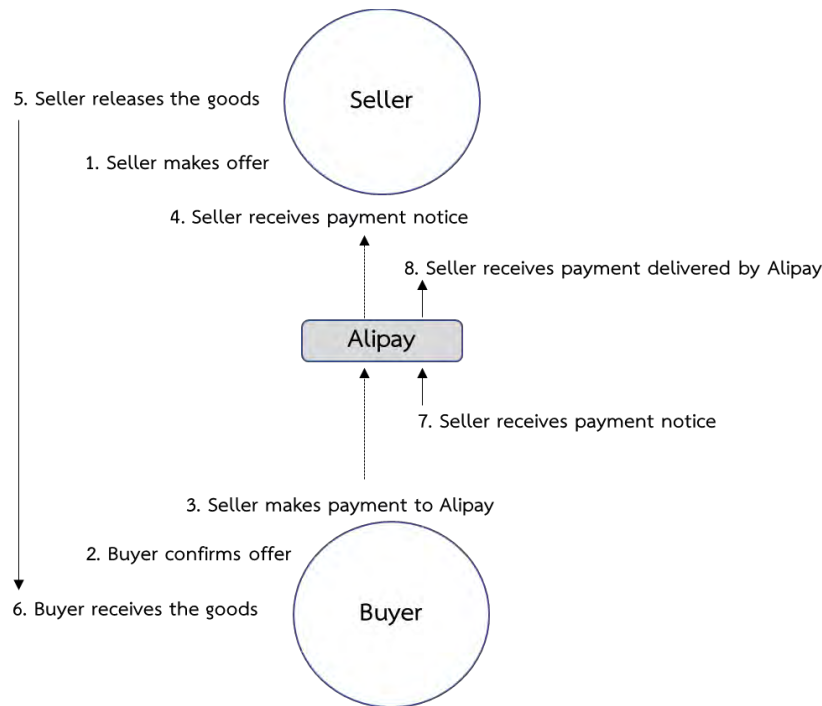 Seller
5. Seller releases the goods
1. Seller makes offer
4. Seller receives payment notice
8. Seller receives payment delivered by Alipay
Alipay
7. Seller receives payment notice
3. Seller makes payment to Alipay
2. Buyer confirms offer
6. Buyer receives the goods
Buyer